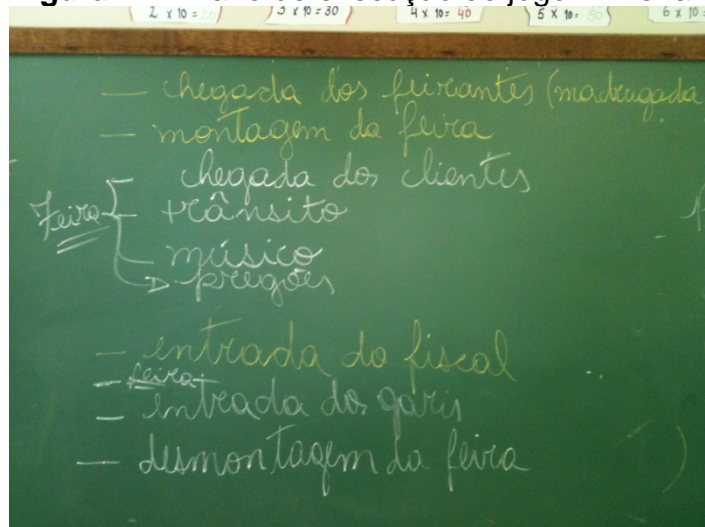 2 x 10 = 20
3 x 10 = 30
4 x 10 = 40
5 x 10 = 50
6 x 10 =
— chegada dos feirantes (madrugada
— montagem da feira
chegada dos clientes
Feira — trânsito
— músico
pregões
— entrada do fiscal
— feira
— entrada dos garis
— desmontagem da feira )